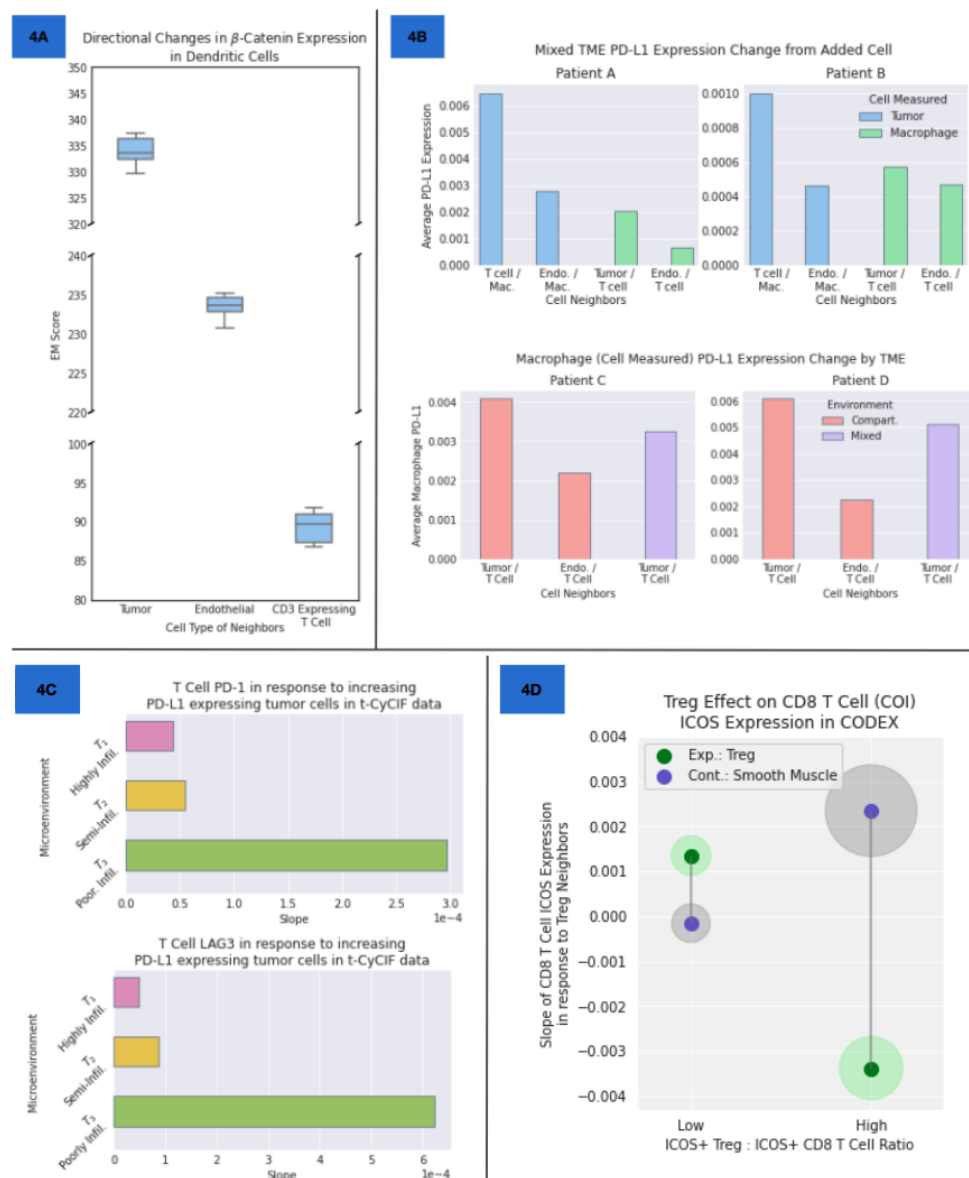 4A
Directional Changes in β-Catenin Expression
in Dendritic Cells
350
345
340
335
330
325
320
240
235
230
225
220
100
95
90
85
80
EM Score
Tumor
Endothelial
CD3 Expressing
T Cell
Cell Type of Neighbors
4B
Mixed TME PD-L1 Expression Change from Added Cell
Patient A
0.006
0.005
0.004
0.003
0.002
0.001
0.000
Average PD-L1 Expression
T cell /
Mac.
Endo. /
Mac.
Tumor /
T cell
Endo. /
T cell
Cell Neighbors
Patient B
0.0010
0.0008
0.0006
0.0004
0.0002
0.0000
Cell Measured
Tumor
Macrophage
T cell /
Mac.
Endo. /
Mac.
Tumor /
T cell
Endo. /
T cell
Cell Neighbors
Macrophage (Cell Measured) PD-L1 Expression Change by TME
Patient C
0.004
0.003
0.002
0.001
0.000
Average Macrophage PD-L1
Tumor /
T Cell
Endo. /
T Cell
Tumor /
T Cell
Cell Neighbors
Patient D
0.006
0.005
0.004
0.003
0.002
0.001
0.000
Environment
Compart.
Mixed
Tumor /
T Cell
Endo. /
T Cell
Tumor /
T Cell
Cell Neighbors
4C
T Cell PD-1 in response to increasing
PD-L1 expressing tumor cells in t-CyCIF data
Microenvironment
T₁
Highly Infil.
T₂
Semi-Infil.
T₃
Poor. Infil.
0.0
0.5
1.0
1.5
2.0
2.5
3.0
Slope
1e−4
T Cell LAG3 in response to increasing
PD-L1 expressing tumor cells in t-CyCIF data
Microenvironment
T₁
Highly Infil.
T₂
Semi-Infil.
T₃
Poorly Infil.
0
1
2
3
4
5
6
Slope
1e−4
4D
Treg Effect on CD8 T Cell (COI)
ICOS Expression in CODEX
0.004
0.003
0.002
0.001
0.000
−0.001
−0.002
−0.003
−0.004
Exp.: Treg
Cont.: Smooth Muscle
Slope of CD8 T Cell ICOS Expression
in response to Treg Neighbors
Low
High
ICOS+ Treg : ICOS+ CD8 T Cell Ratio